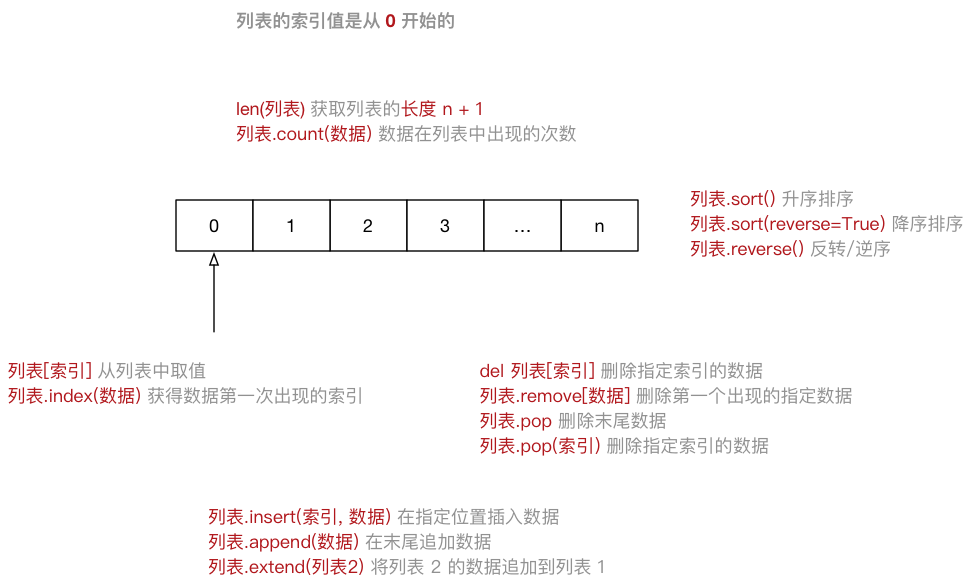 列表的索引值是从 0 开始的
len(列表) 获取列表的长度 n + 1
列表.count(数据) 数据在列表中出现的次数
0 1 2 3 ... n
列表.sort() 升序排序
列表.sort(reverse=True) 降序排序
列表.reverse() 反转/逆序
列表[索引] 从列表中取值
列表.index(数据) 获得数据第一次出现的索引
del 列表[索引] 删除指定索引的数据
列表.remove[数据] 删除第一个出现的指定数据
列表.pop 删除末尾数据
列表.pop(索引) 删除指定索引的数据
列表.insert(索引, 数据) 在指定位置插入数据
列表.append(数据) 在末尾追加数据
列表.extend(列表2) 将列表 2 的数据追加到列表 1